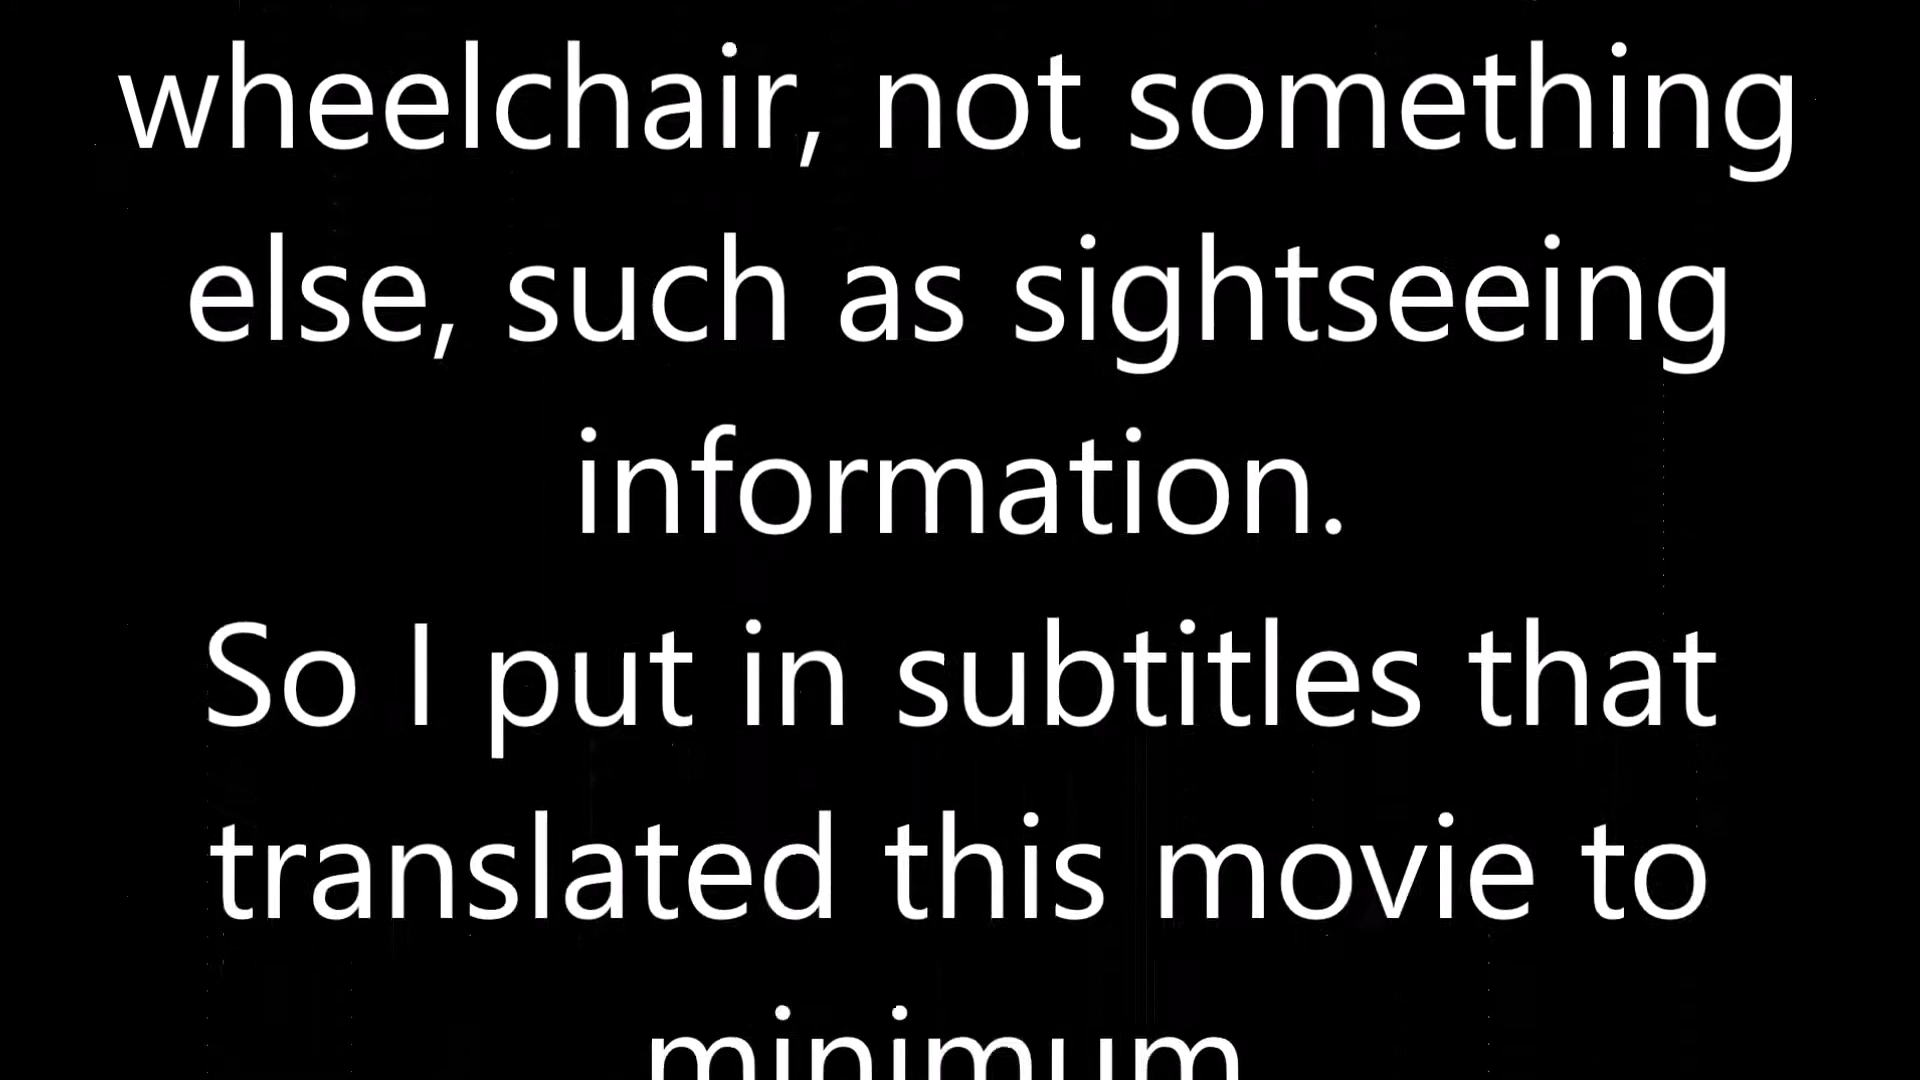 wheelchair, not something
else, such as sightseeing
information.
So I put in subtitles that
translated this movie to
minimum